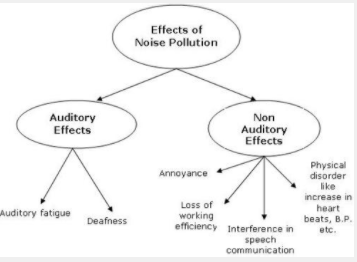 Effects of
Noise Pollution
Auditory
Effects
Non
Auditory
Effects
Auditory fatigue
Deafness
Annoyance
Loss of
working
efficiency
Interference in
speech
communication
Physical
disorder
like
increase in
heart
beats, B.P.
etc.